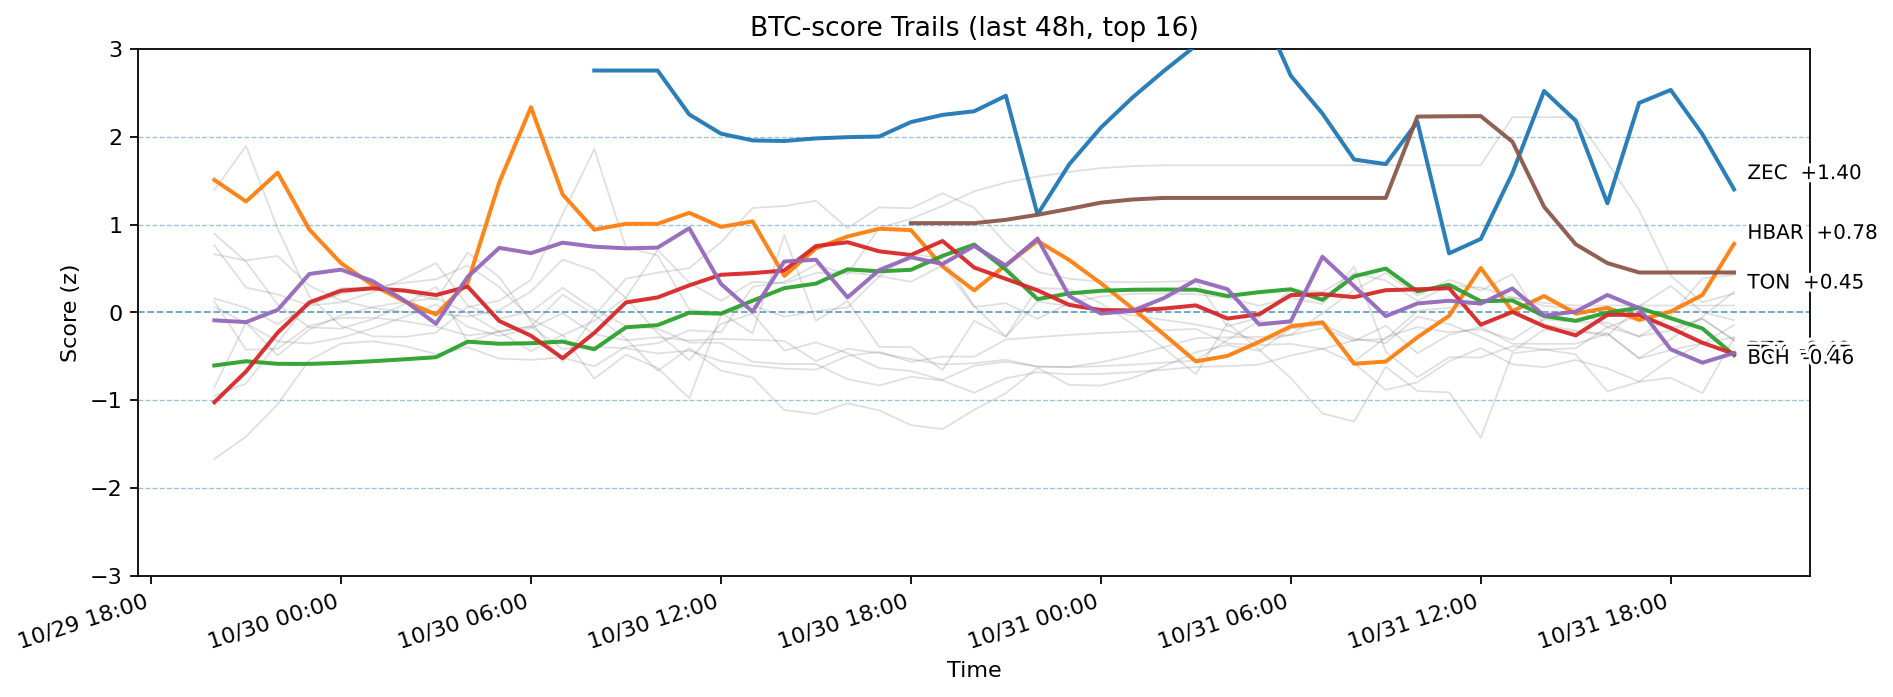 BTC-score Trails (last 48h, top 16)
Score (z)
3
2
1
0
−1
−2
−3
ZEC +1.40
HBAR +0.78
TON +0.45
BCH -0.46
10/29 18:00
10/30 00:00
10/30 06:00
10/30 12:00
10/30 18:00
10/31 00:00
10/31 06:00
10/31 12:00
10/31 18:00
Time